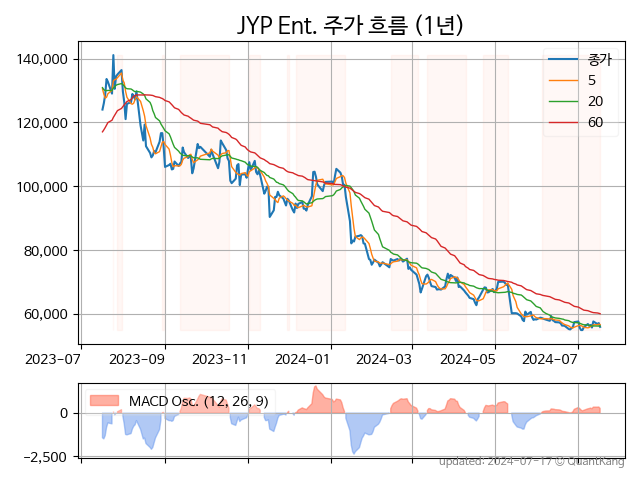 JYP Ent. 주가 흐름 (1년)
140,000
120,000
100,000
80,000
60,000
종가
5
20
60
2023-07 2023-09 2023-11 2024-01 2024-03 2024-05 2024-07
0
−2,500
MACD Osc. (12, 26, 9)
updated: 2024-07-17 © QuantKang